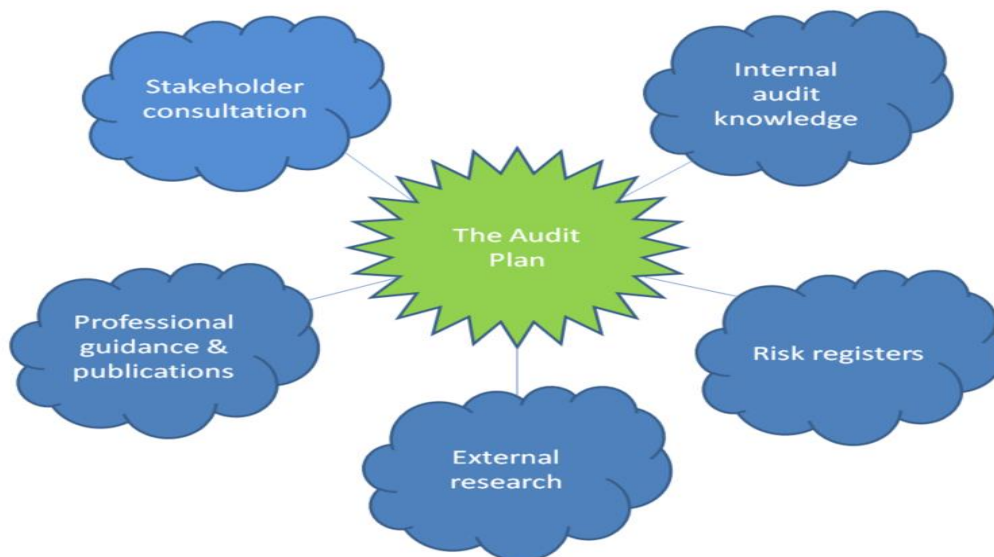 Stakeholder
consultation
Internal
audit
knowledge
The Audit
Plan
Professional
guidance &
publications
Risk registers
External
research